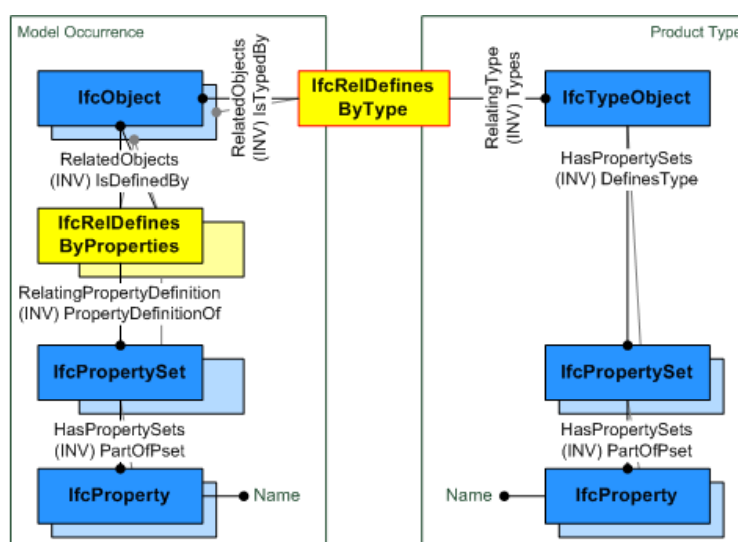 Model Occurrence
Product Type
IfcObject
RelatedObjects
(INV) IsTypedBy
IfcRelDefines
ByType
RelatingType
(INV) Types
IfcTypeObject
RelatedObjects
(INV) IsDefinedBy
HasPropertySets
(INV) DefinesType
IfcRelDefines
ByProperties
RelatingPropertyDefinition
(INV) PropertyDefinitionOf
IfcPropertySet
IfcPropertySet
HasPropertySets
(INV) PartOfPset
HasPropertySets
(INV) PartOfPset
IfcProperty
Name
Name
IfcProperty